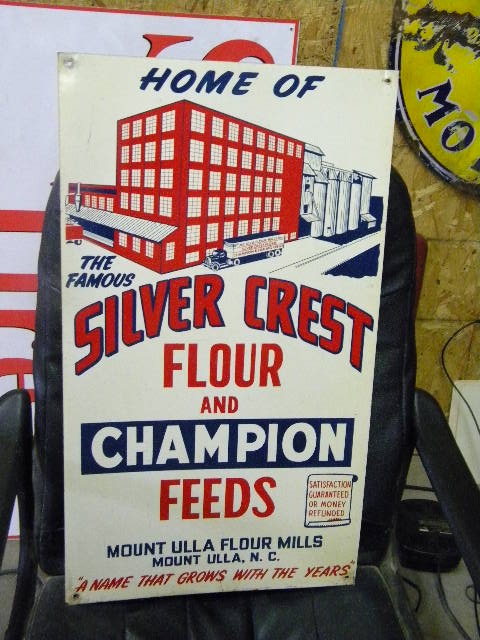 HOME OF
THE
FAMOUS
SILVER CREST
FLOUR
AND
CHAMPION
FEEDS
SATISFACTION
GUARANTEED
OR MONEY
REFUNDED
MOUNT ULLA FLOUR MILLS
MOUNT ULLA, N. C.
"A NAME THAT GROWS WITH THE YEARS"